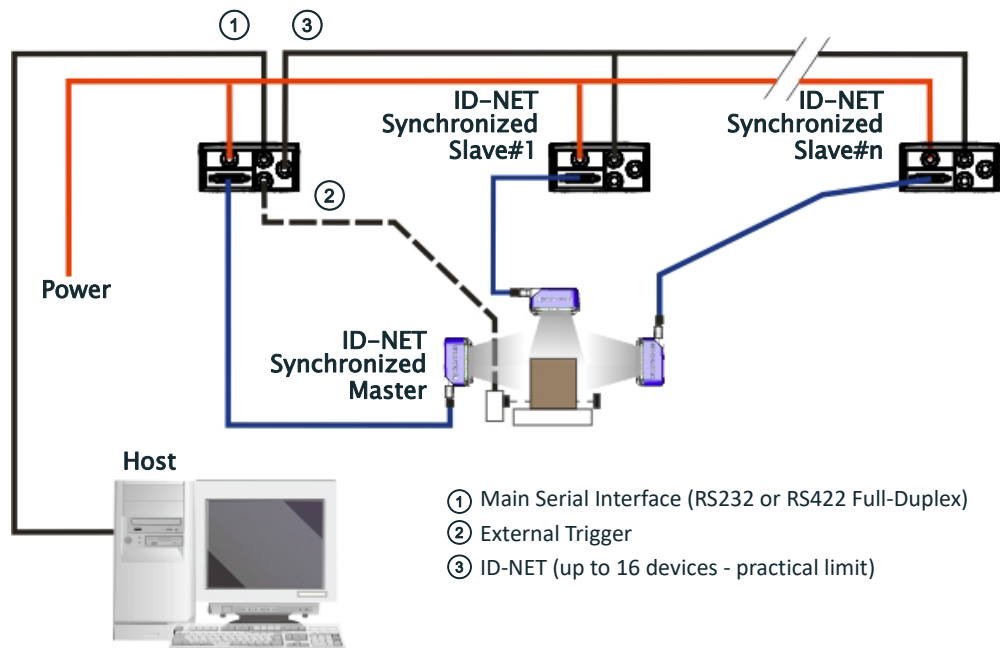 ① ③
ID-NET
Synchronized
Slave#1
ID-NET
Synchronized
Slave#n
②
Power
ID-NET
Synchronized
Master
Host
① Main Serial Interface (RS232 or RS422 Full-Duplex)
② External Trigger
③ ID-NET (up to 16 devices - practical limit)